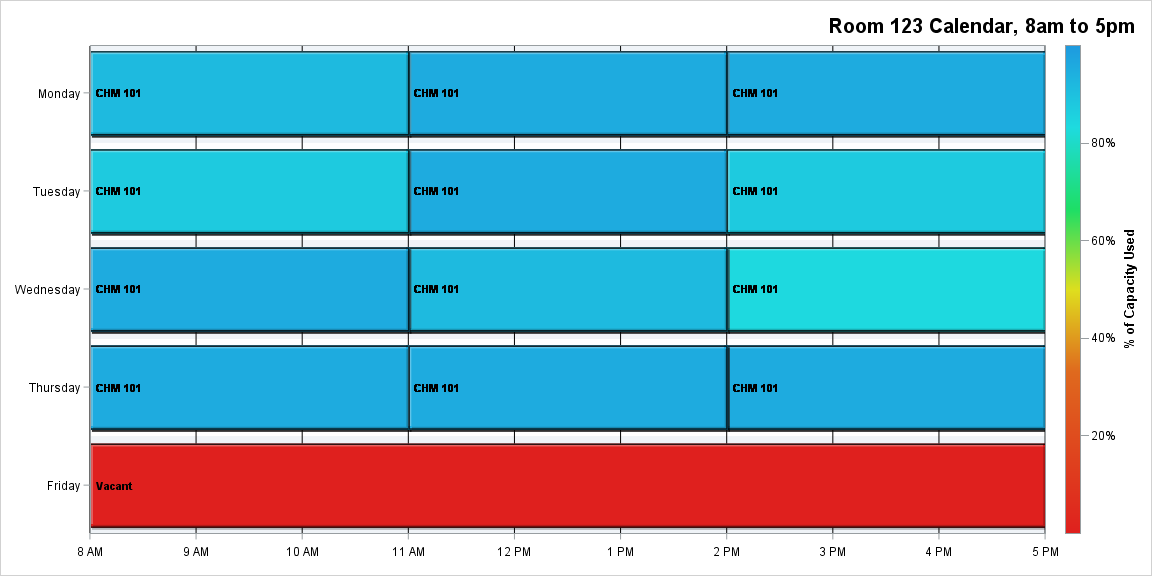 Room 123 Calendar, 8am to 5pm
Monday
CHM 101
CHM 101
CHM 101
Tuesday
CHM 101
CHM 101
CHM 101
Wednesday
CHM 101
CHM 101
CHM 101
Thursday
CHM 101
CHM 101
CHM 101
Friday
Vacant
8 AM
9 AM
10 AM
11 AM
12 PM
1 PM
2 PM
3 PM
4 PM
5 PM
80%
60%
40%
20%
% of Capacity Used